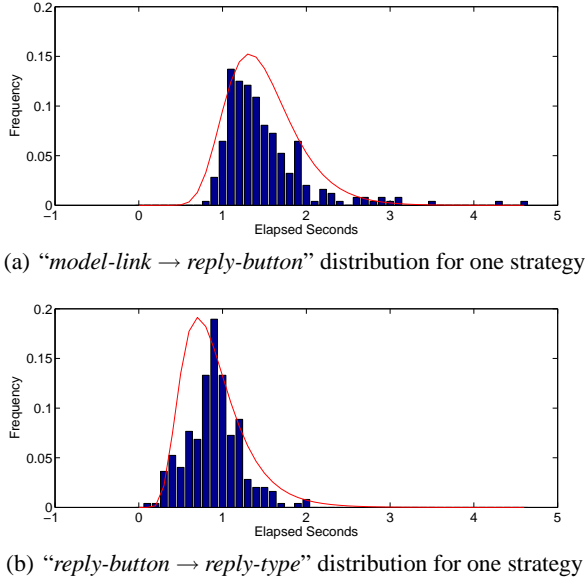 0.2
0.15
0.1
0.05
0
Frequency
−1 0 1 2 3 4 5
Elapsed Seconds
(a) “model-link → reply-button” distribution for one strategy
0.2
0.15
0.1
0.05
0
Frequency
−1 0 1 2 3 4 5
Elapsed Seconds
(b) “reply-button → reply-type” distribution for one strategy